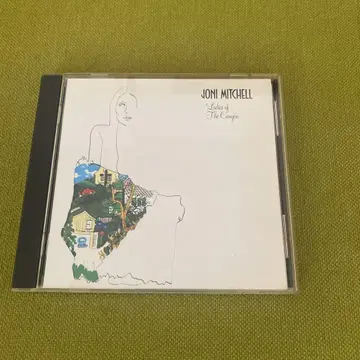 JONI MITCHELL
Ladies of
The Canyon